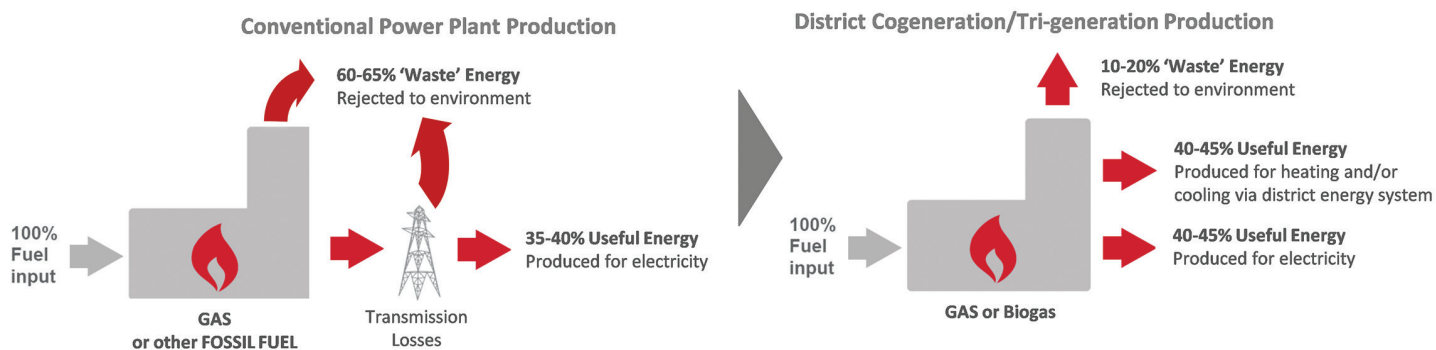 Conventional Power Plant Production
60-65% ‘Waste’ Energy
Rejected to environment
100%
Fuel
input
35-40% Useful Energy
Produced for electricity
GAS
or other FOSSIL FUEL
Transmission
Losses
District Cogeneration/Tri-generation Production
10-20% ‘Waste’ Energy
Rejected to environment
40-45% Useful Energy
Produced for heating and/or
cooling via district energy system
100%
Fuel
input
40-45% Useful Energy
Produced for electricity
GAS or Biogas